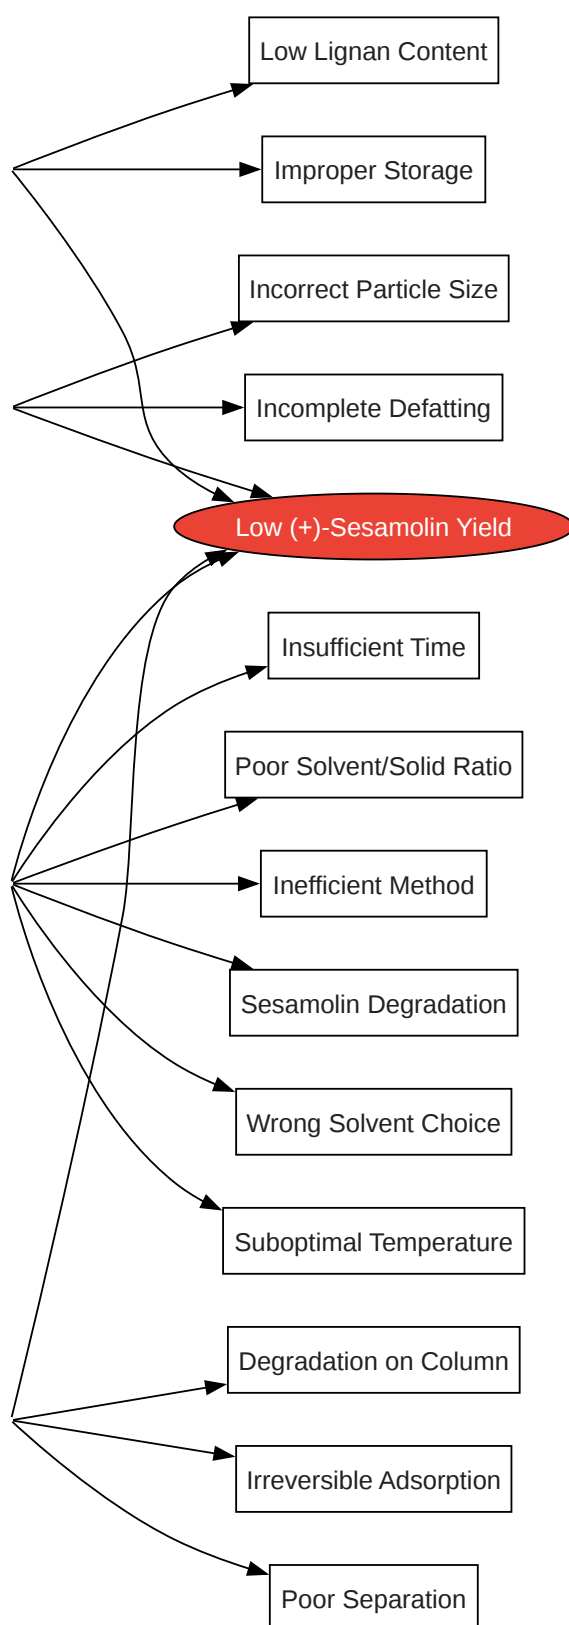 Low Lignan Content
Improper Storage
Incorrect Particle Size
Incomplete Defatting
Low (+)-Sesamolin Yield
Insufficient Time
Poor Solvent/Solid Ratio
Inefficient Method
Sesamolin Degradation
Wrong Solvent Choice
Suboptimal Temperature
Degradation on Column
Irreversible Adsorption
Poor Separation